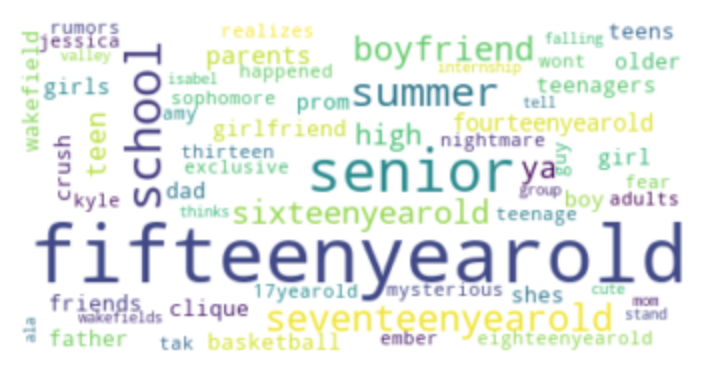 rumors
realizes
falling
teens
jessica
valley
parents
boyfriend
wont
older
wakefield
school
happened
internship
isabel
girls
sophomore
prom
summer
tell
teenagers
amy
teen
girlfriend
high
fourteenyearold
nightmare
crush
thirteen
exclusive
senior
ya
guy
girl
kyle
dad
group
boy
fear
adults
thinks
sixteenyearold
teenage
fifteenyearold
17yearold
mysterious
shes
cute
mom
friends
wakefields
clique
seventeenyearold
stand
ala
father
tak
basketball
ember
eighteenyearold